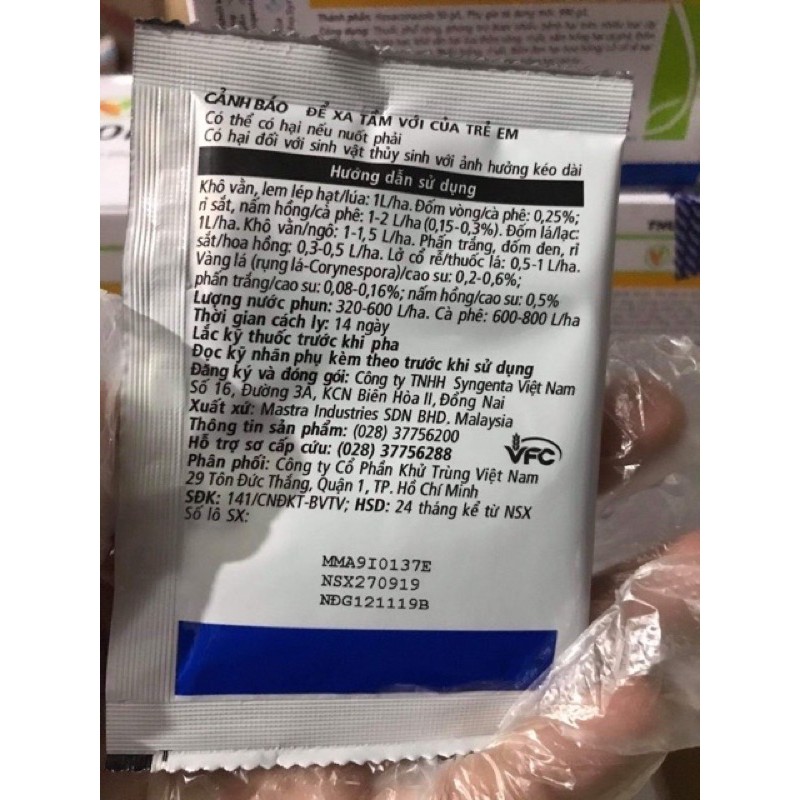 Thành phần: Hexaconazole 50 g/L, Phụ gia và dung môi: 950 g/L
CẢNH BÁO ĐỂ XA TẦM VỚI CỦA TRẺ EM
Có thể có hại nếu nuốt phải
Có hại đối với sinh vật thủy sinh với ảnh hưởng kéo dài
Hướng dẫn sử dụng
Khô vằn, lem lép hạt/lúa: 1L/ha. Đốm vòng/cà phê: 0,25%;
rỉ sắt, nấm hồng/cà phê: 1-2 L/ha (0,15-0,3%). Đốm lá/lạc:
1L/ha. Khô vằn/ngô: 1-1,5 L/ha. Phấn trắng, đốm đen, rỉ
sắt/hoa hồng: 0,3-0,5 L/ha. Lở cổ rễ/thuốc lá: 0,5-1 L/ha.
Vàng lá (rụng lá-Corynespora)/cao su: 0,2-0,6%;
phấn trắng/cao su: 0,08-0,16%; nấm hồng/cao su: 0,5%
Lượng nước phun: 320-600 L/ha. Cà phê: 600-800 L/ha
Thời gian cách ly: 14 ngày
Lắc kỹ thuốc trước khi pha
Đọc kỹ nhãn phụ kèm theo trước khi sử dụng
Đăng ký và đóng gói: Công ty TNHH Syngenta Việt Nam
Số 16, Đường 3A, KCN Biên Hòa II, Đồng Nai
Xuất xứ: Mastra Industries SDN BHD. Malaysia
Thông tin sản phẩm: (028) 37756200
Hỗ trợ sơ cấp cứu: (028) 37756288
VFC
Phân phối: Công ty Cổ Phần Khử Trùng Việt Nam
29 Tôn Đức Thắng, Quận 1, TP. Hồ Chí Minh
SĐK: 141/CNĐKT-BVTV; HSD: 24 tháng kể từ NSX
Số lô SX:
MMA9I0137E
NSX270919
NĐG121119B